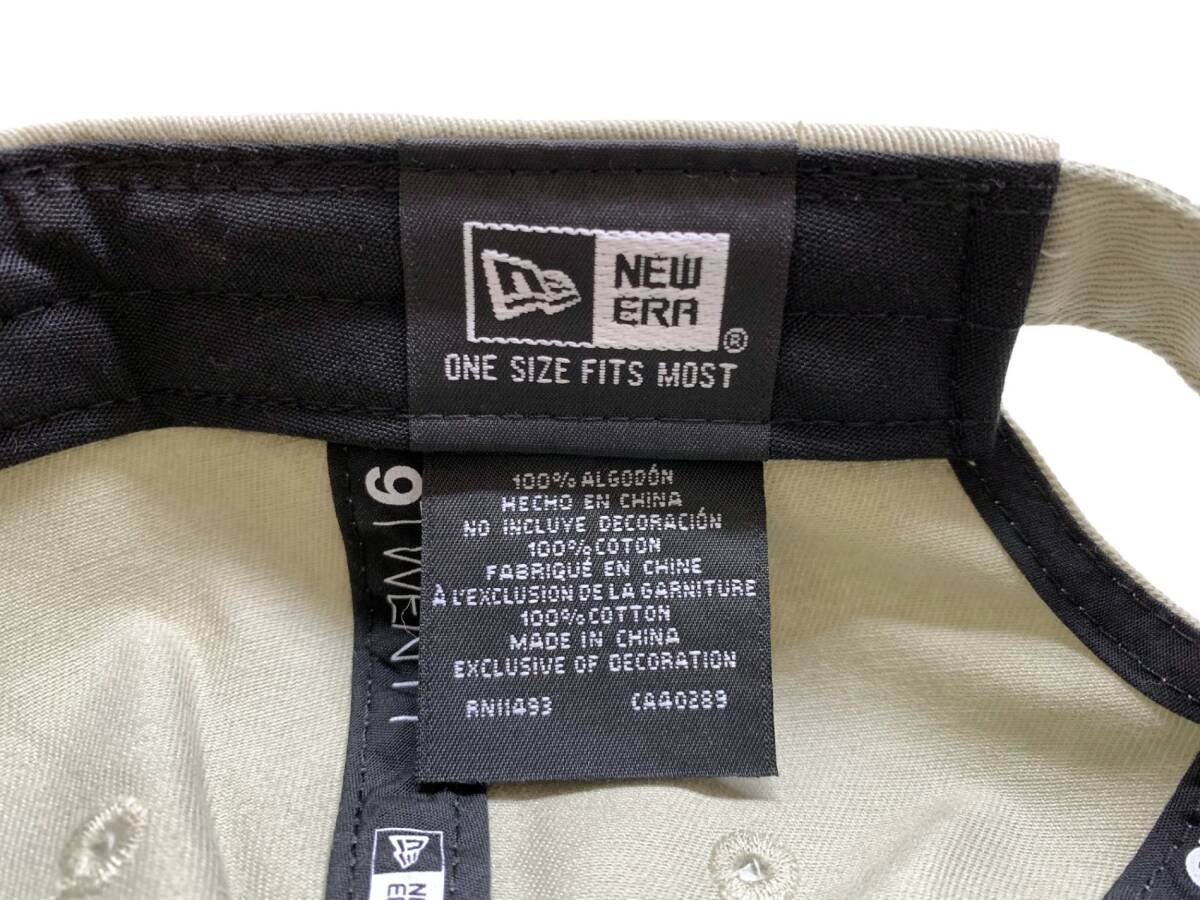 NEW
ERA
®
ONE SIZE FITS MOST
100% ALGODÓN
HECHO EN CHINA
NO INCLUYE DECORACIÓN
100% COTON
FABRIQUÉ EN CHINE
À L'EXCLUSION DE LA GARNITURE
100% COTTON
MADE IN CHINA
EXCLUSIVE OF DECORATION
RN11493 CA40289
9